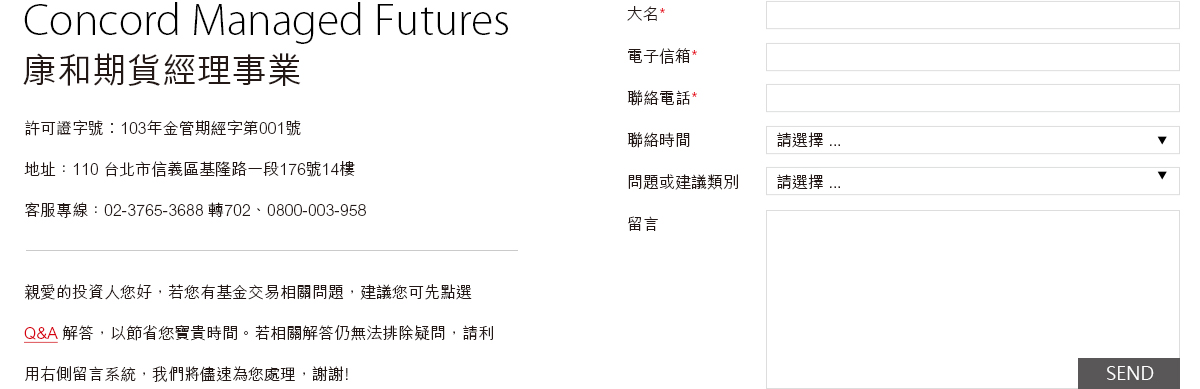 Concord Managed Futures
康和期貨經理事業
許可證字號：103年金管期經字第001號
地址：110 台北市信義區基隆路一段176號14樓
客服專線：02-3765-3688 轉702、0800-003-958
親愛的投資人您好，若您有基金交易相關問題，建議您可先點選
Q&A 解答，以節省您寶貴時間。若相關解答仍無法排除疑問，請利
用右側留言系統，我們將儘速為您處理，謝謝!
大名*
電子信箱*
聯絡電話*
聯絡時間 請選擇 ...
問題或建議類別 請選擇 ...
留言
SEND